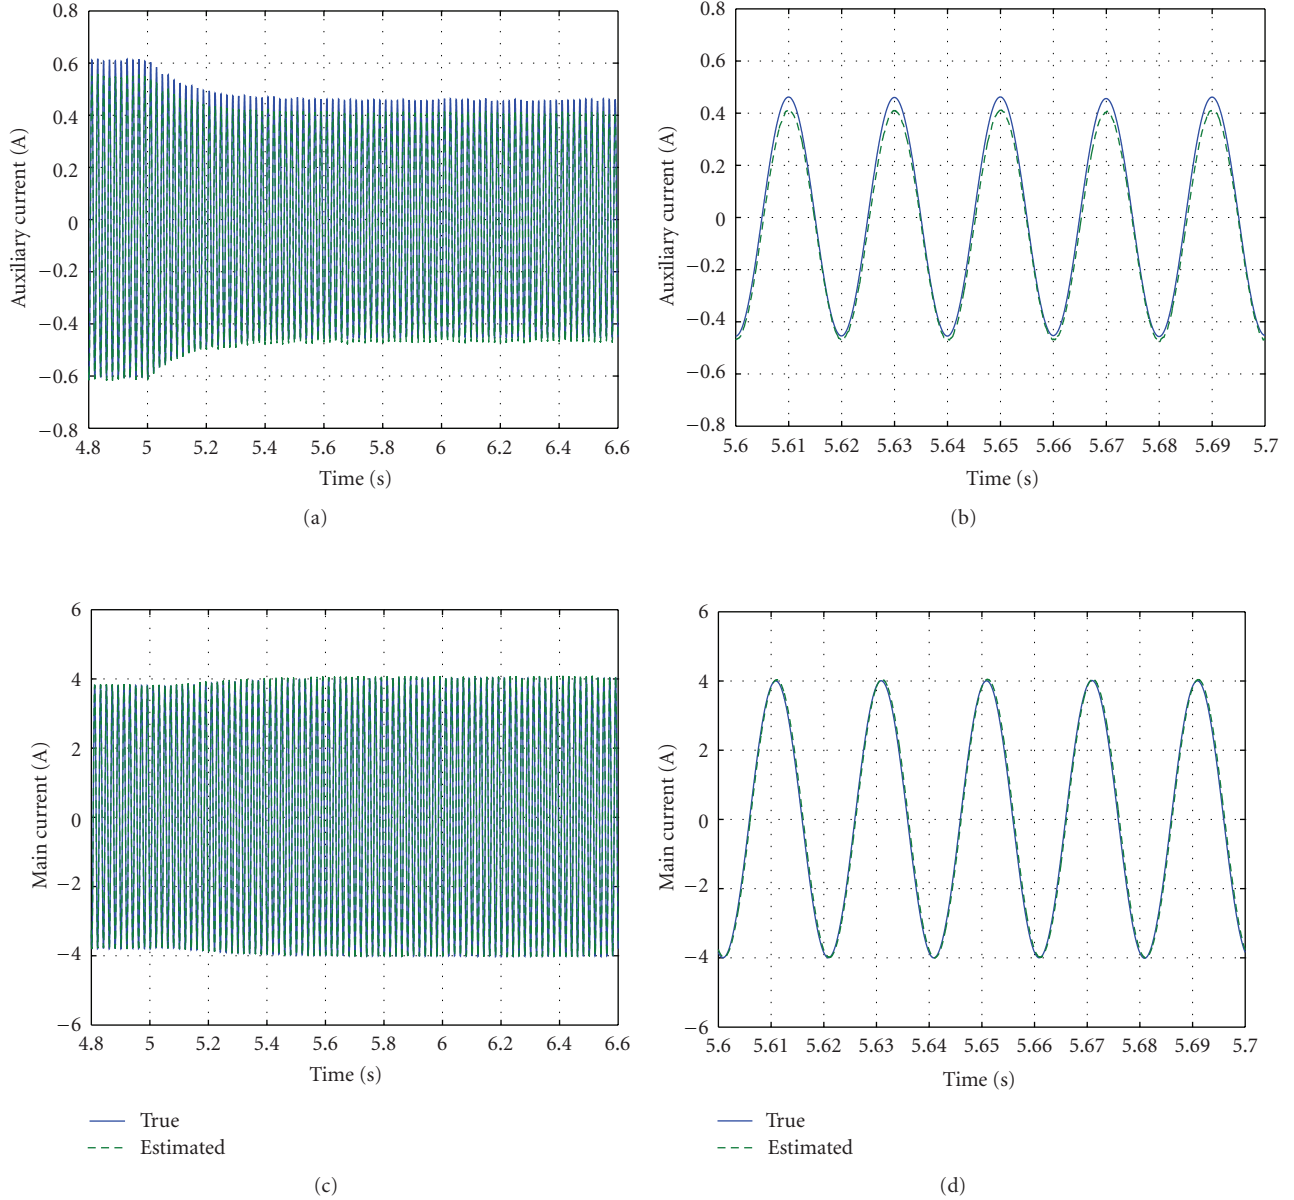 0.8
0.6
0.4
0.2
0
−0.2
−0.4
−0.6
−0.8
Auxiliary current (A)
4.8 5 5.2 5.4 5.6 5.8 6 6.2 6.4 6.6
Time (s)
(a)
0.8
0.6
0.4
0.2
0
−0.2
−0.4
−0.6
−0.8
Auxiliary current (A)
5.6 5.61 5.62 5.63 5.64 5.65 5.66 5.67 5.68 5.69 5.7
Time (s)
(b)
6
4
2
0
−2
−4
−6
Main current (A)
4.8 5 5.2 5.4 5.6 5.8 6 6.2 6.4 6.6
Time (s)
True
Estimated
(c)
6
4
2
0
−2
−4
−6
Main current (A)
5.6 5.61 5.62 5.63 5.64 5.65 5.66 5.67 5.68 5.69 5.7
Time (s)
True
Estimated
(d)